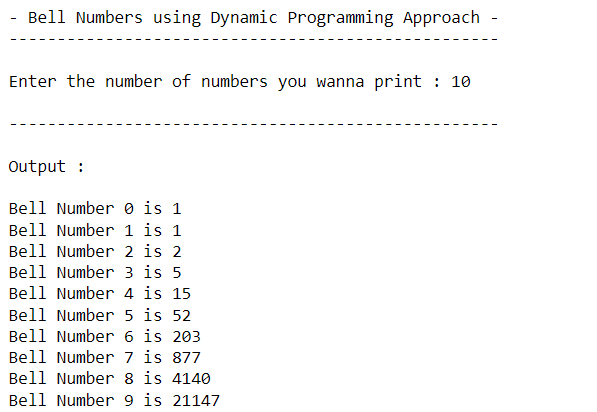 - Bell Numbers using Dynamic Programming Approach -
---------------------------------------------------
Enter the number of numbers you wanna print : 10
---------------------------------------------------
Output :
Bell Number 0 is 1
Bell Number 1 is 1
Bell Number 2 is 2
Bell Number 3 is 5
Bell Number 4 is 15
Bell Number 5 is 52
Bell Number 6 is 203
Bell Number 7 is 877
Bell Number 8 is 4140
Bell Number 9 is 21147